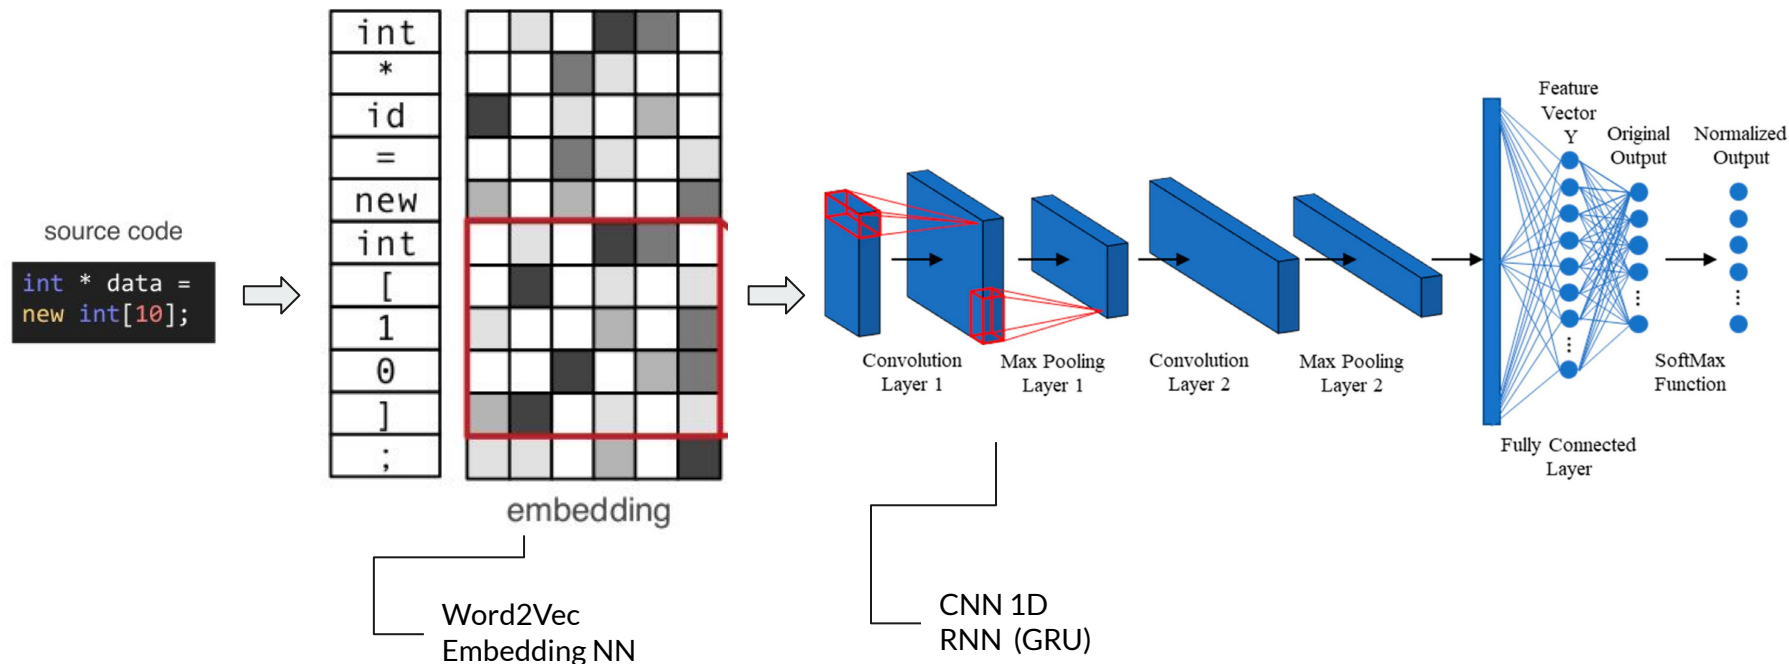 source code
int * data =
new int[10];
int
*
id
=
new
int
[
1
0
]
;
embedding
Word2Vec
Embedding NN
Convolution
Layer 1
Max Pooling
Layer 1
Convolution
Layer 2
Max Pooling
Layer 2
CNN 1D
RNN (GRU)
Feature
Vector
Y
Original
Output
Normalized
Output
SoftMax
Function
Fully Connected
Layer